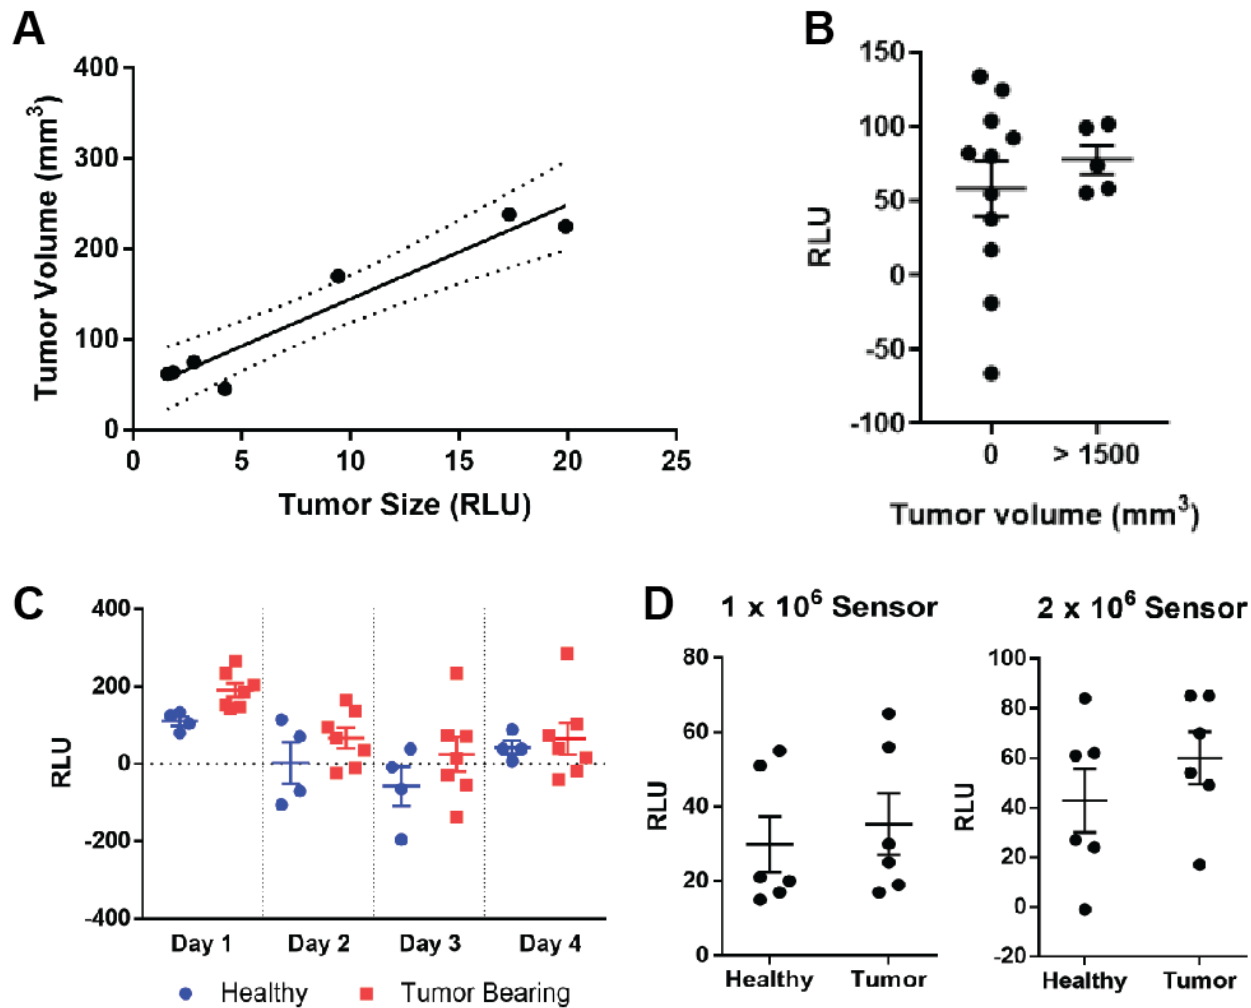 A
Tumor Volume (mm³)
400
300
200
100
0
0 5 10 15 20 25
Tumor Size (RLU)
B
RLU
150
100
50
0
-50
-100
0 > 1500
Tumor volume (mm³)
C
RLU
400
200
0
-200
-400
Day 1 Day 2 Day 3 Day 4
Healthy Tumor Bearing
D
1 x 10⁶ Sensor
RLU
80
60
40
20
0
Healthy Tumor
2 x 10⁶ Sensor
RLU
100
80
60
40
20
0
-20
Healthy Tumor